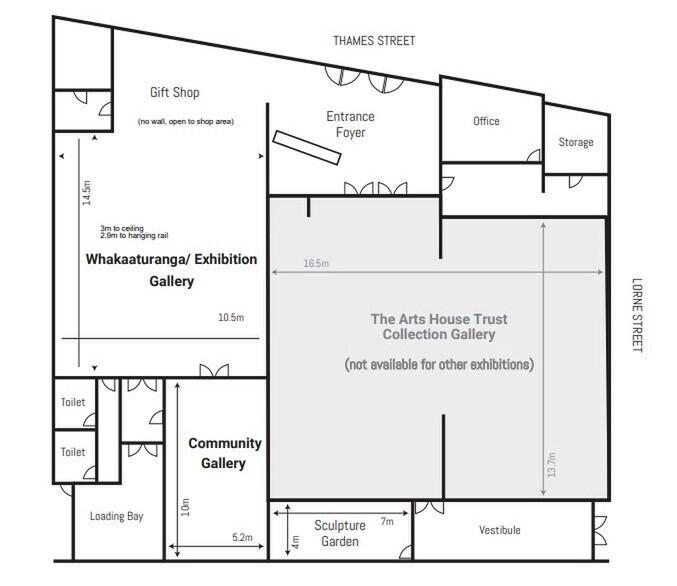 THAMES STREET
Gift Shop
(no wall, open to shop area)
Entrance
Foyer
Office
Storage
14.5m
3m to ceiling
2.9m to hanging rail
Whakaaturanga/ Exhibition
Gallery
10.5m
16.5m
The Arts House Trust
Collection Gallery
(not available for other exhibitions)
13.7m
LORNE STREET
Toilet
Toilet
Community
Gallery
10m
5.2m
Loading Bay
7m
4m
Sculpture
Garden
Vestibule